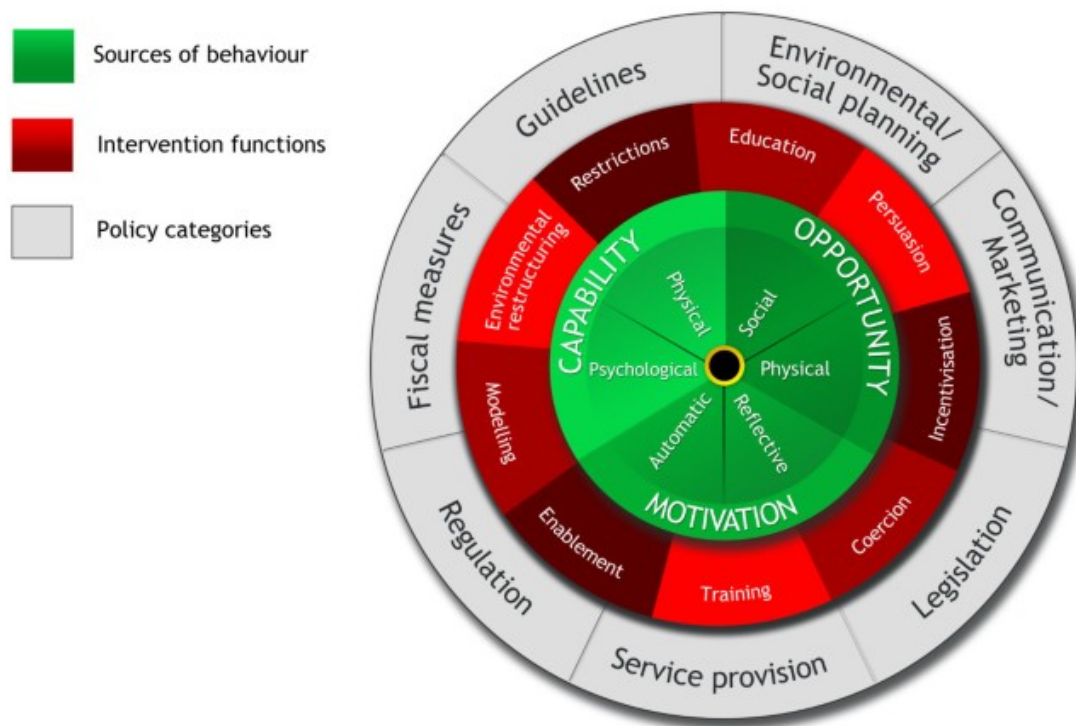 Sources of behaviour
Intervention functions
Policy categories
Guidelines
Environmental/
Social planning
Communication/
Marketing
Legislation
Service provision
Regulation
Fiscal measures
Restrictions
Education
Persuasion
Incentivisation
Coercion
Training
Enablement
Modelling
Environmental
restructuring
CAPABILITY
OPPORTUNITY
MOTIVATION
Physical
Social
Psychological
Physical
Automatic
Reflective